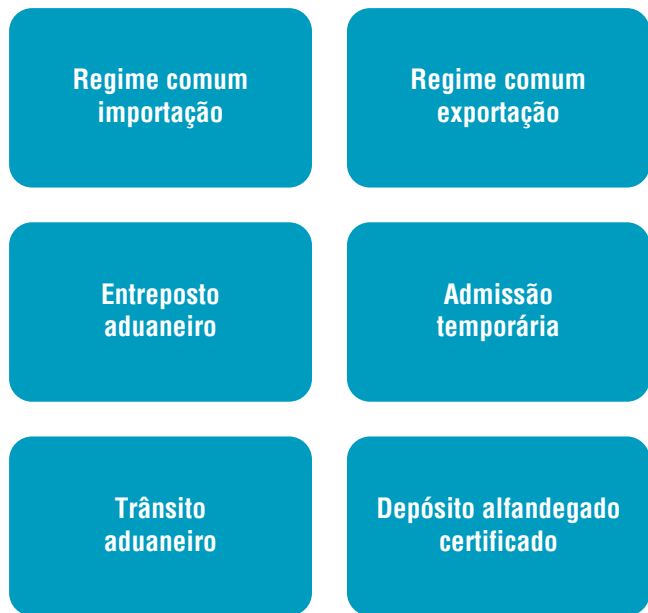 Regime comum
importação
Regime comum
exportação
Entreposto
aduaneiro
Admissão
temporária
Trânsito
aduaneiro
Depósito alfandegado
certificado